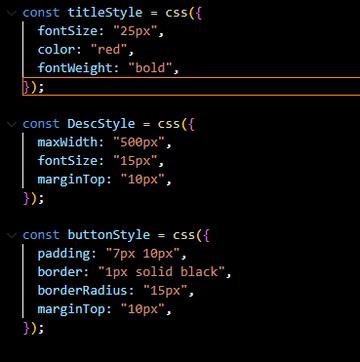 const titleStyle = css({
fontSize: "25px",
color: "red",
fontWeight: "bold",
});
const DescStyle = css({
maxWidth: "500px",
fontSize: "15px",
marginTop: "10px",
});
const buttonStyle = css({
padding: "7px 10px",
border: "1px solid black",
borderRadius: "15px",
marginTop: "10px",
});